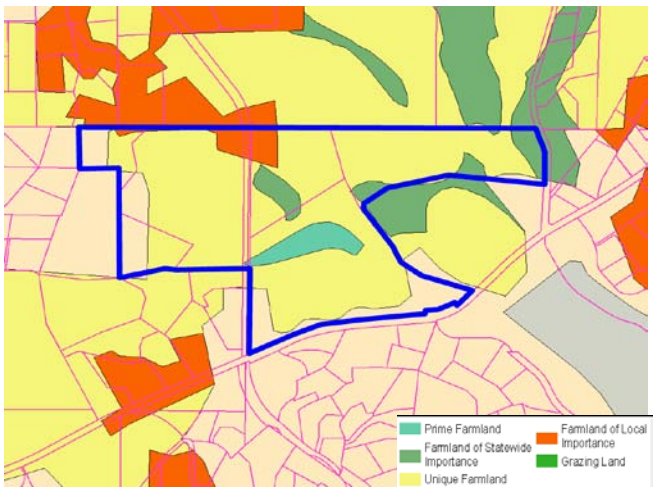 Prime Farmland
Farmland of Statewide
Importance
Unique Farmland
Farmland of Local
Importance
Grazing Land